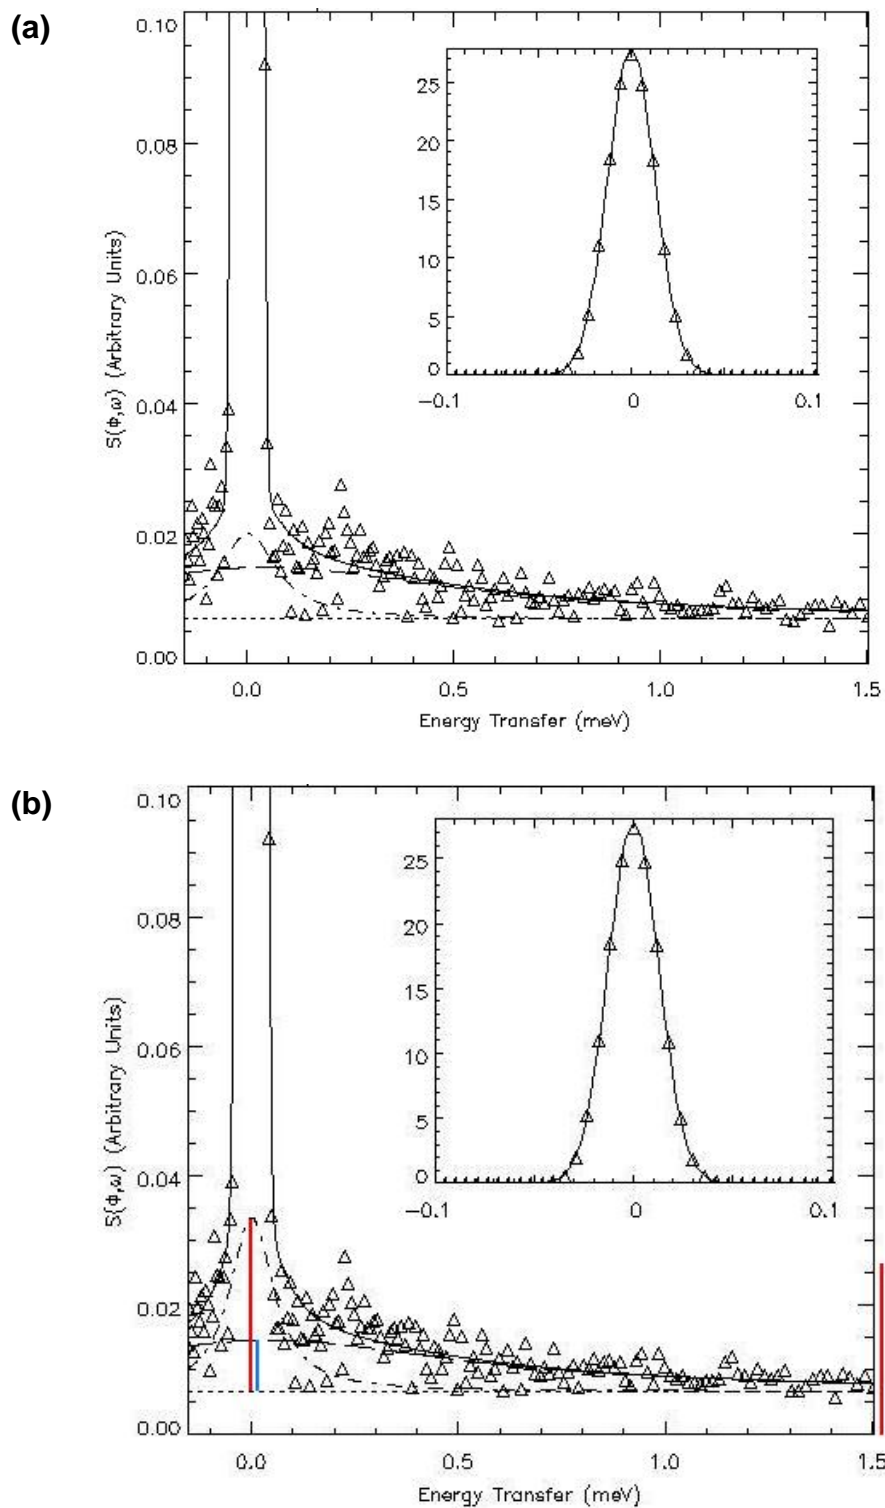 (a)
0.10
0.08
0.06
0.04
0.02
0.00
S(ϕ,ω) (Arbitrary Units)
25
20
15
10
5
0
−0.1 0 0.1
0.0 0.5 1.0 1.5
Energy Transfer (meV)
(b)
0.10
0.08
0.06
0.04
0.02
0.00
S(ϕ,ω) (Arbitrary Units)
25
20
15
10
5
0
−0.1 0 0.1
0.0 0.5 1.0 1.5
Energy Transfer (meV)